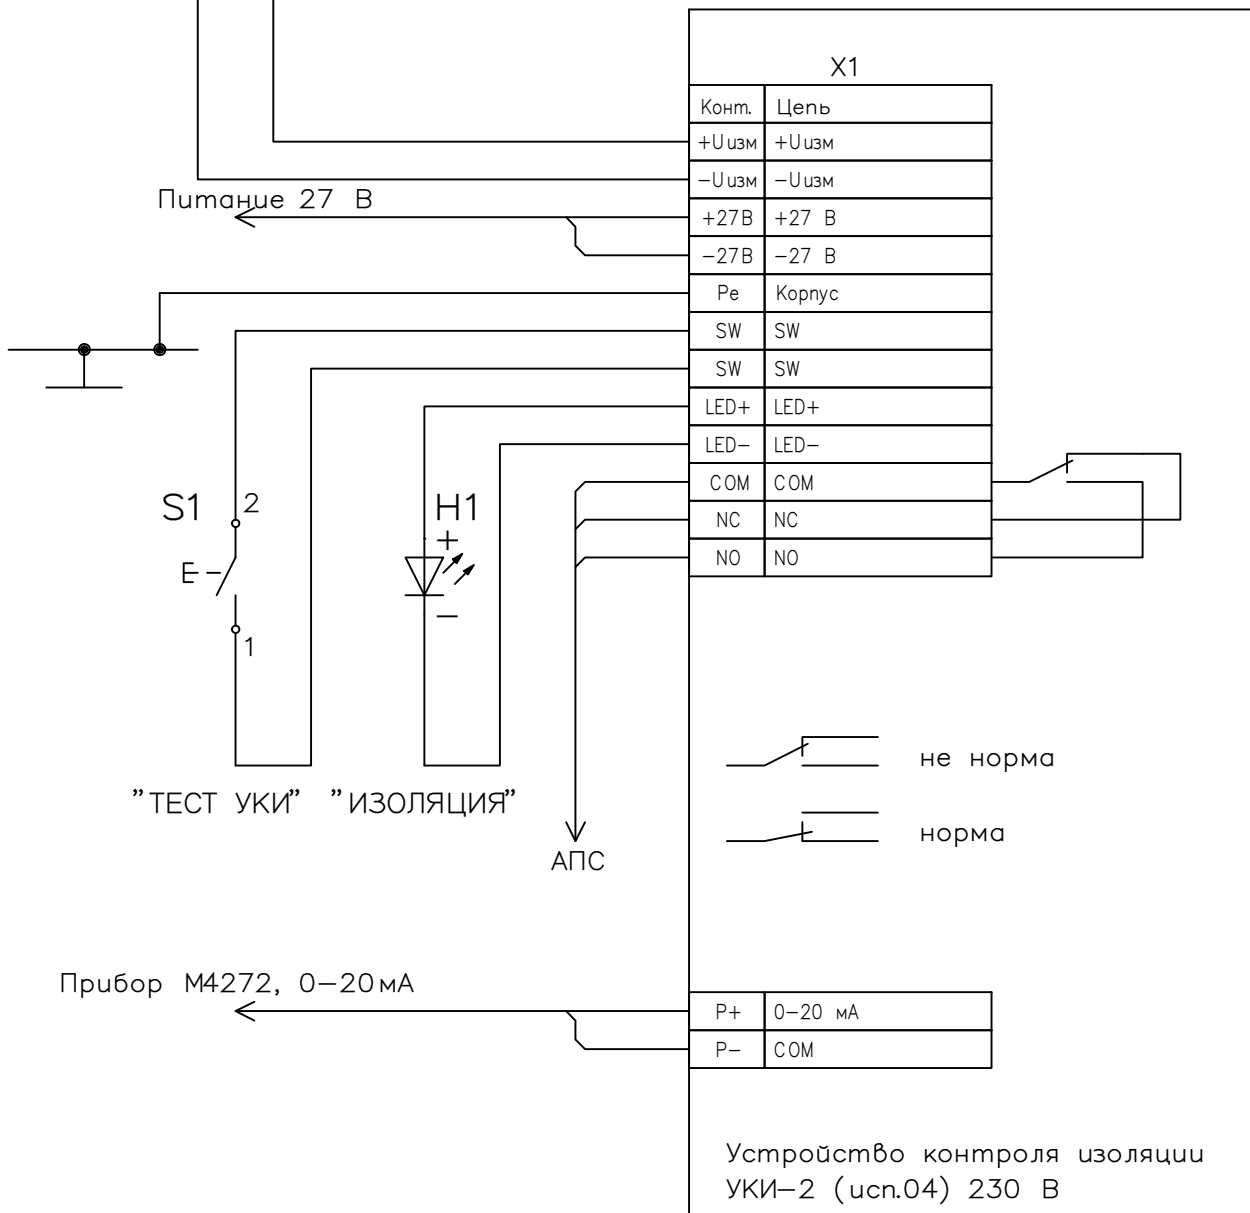 X1
Конт. Цепь
+Uизм +Uизм
−Uизм −Uизм
Питание 27 В
+27В +27 В
−27В −27 В
Pe Корпус
SW SW
SW SW
LED+ LED+
LED− LED−
COM COM
NC NC
NO NO
S1 2
H1
+
−
1
"ТЕСТ УКИ" "ИЗОЛЯЦИЯ"
АПС
не норма
норма
Прибор М4272, 0−20мА
P+ 0−20 мА
P− COM
Устройство контроля изоляции
УКИ−2 (исп.04) 230 В